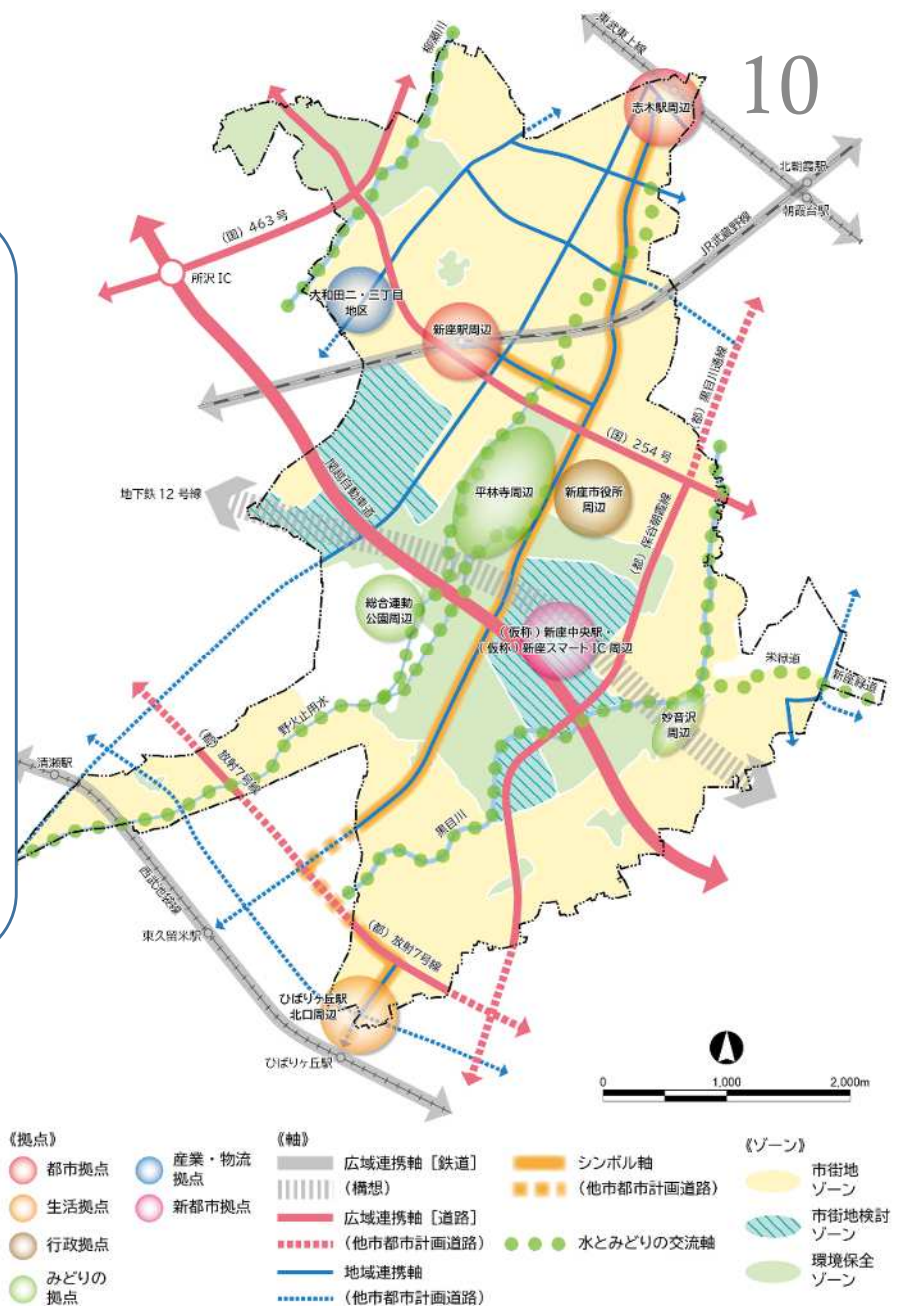 10
東武東上線
柳瀬川
志木駅周辺
北朝霞駅
朝霞台駅
JR武蔵野線
(国) 463号
所沢IC
大和田二・三丁目
地区
新座駅周辺
(都) 黒目川通線
(国) 254号
地下鉄12号線
関越自動車道
平林寺周辺
新座市役所
周辺
(都) 保谷朝霞線
総合運動
公園周辺
(仮称) 新座中央駅・
(仮称) 新座スマートIC周辺
栄緑道
新座緑道
妙音沢
周辺
野火止用水
清瀬駅
(都) 放射7号線
黒目川
西武池袋線
東久留米駅
(都) 放射7号線
ひばりヶ丘駅
北口周辺
ひばりヶ丘駅
0 1,000 2,000m
《拠点》
都市拠点
生活拠点
行政拠点
みどりの
拠点
産業・物流
拠点
新都市拠点
《軸》
広域連携軸 [鉄道]
(構想)
広域連携軸 [道路]
(他市都市計画道路)
地域連携軸
(他市都市計画道路)
シンボル軸
(他市都市計画道路)
水とみどりの交流軸
《ゾーン》
市街地
ゾーン
市街地検討
ゾーン
環境保全
ゾーン